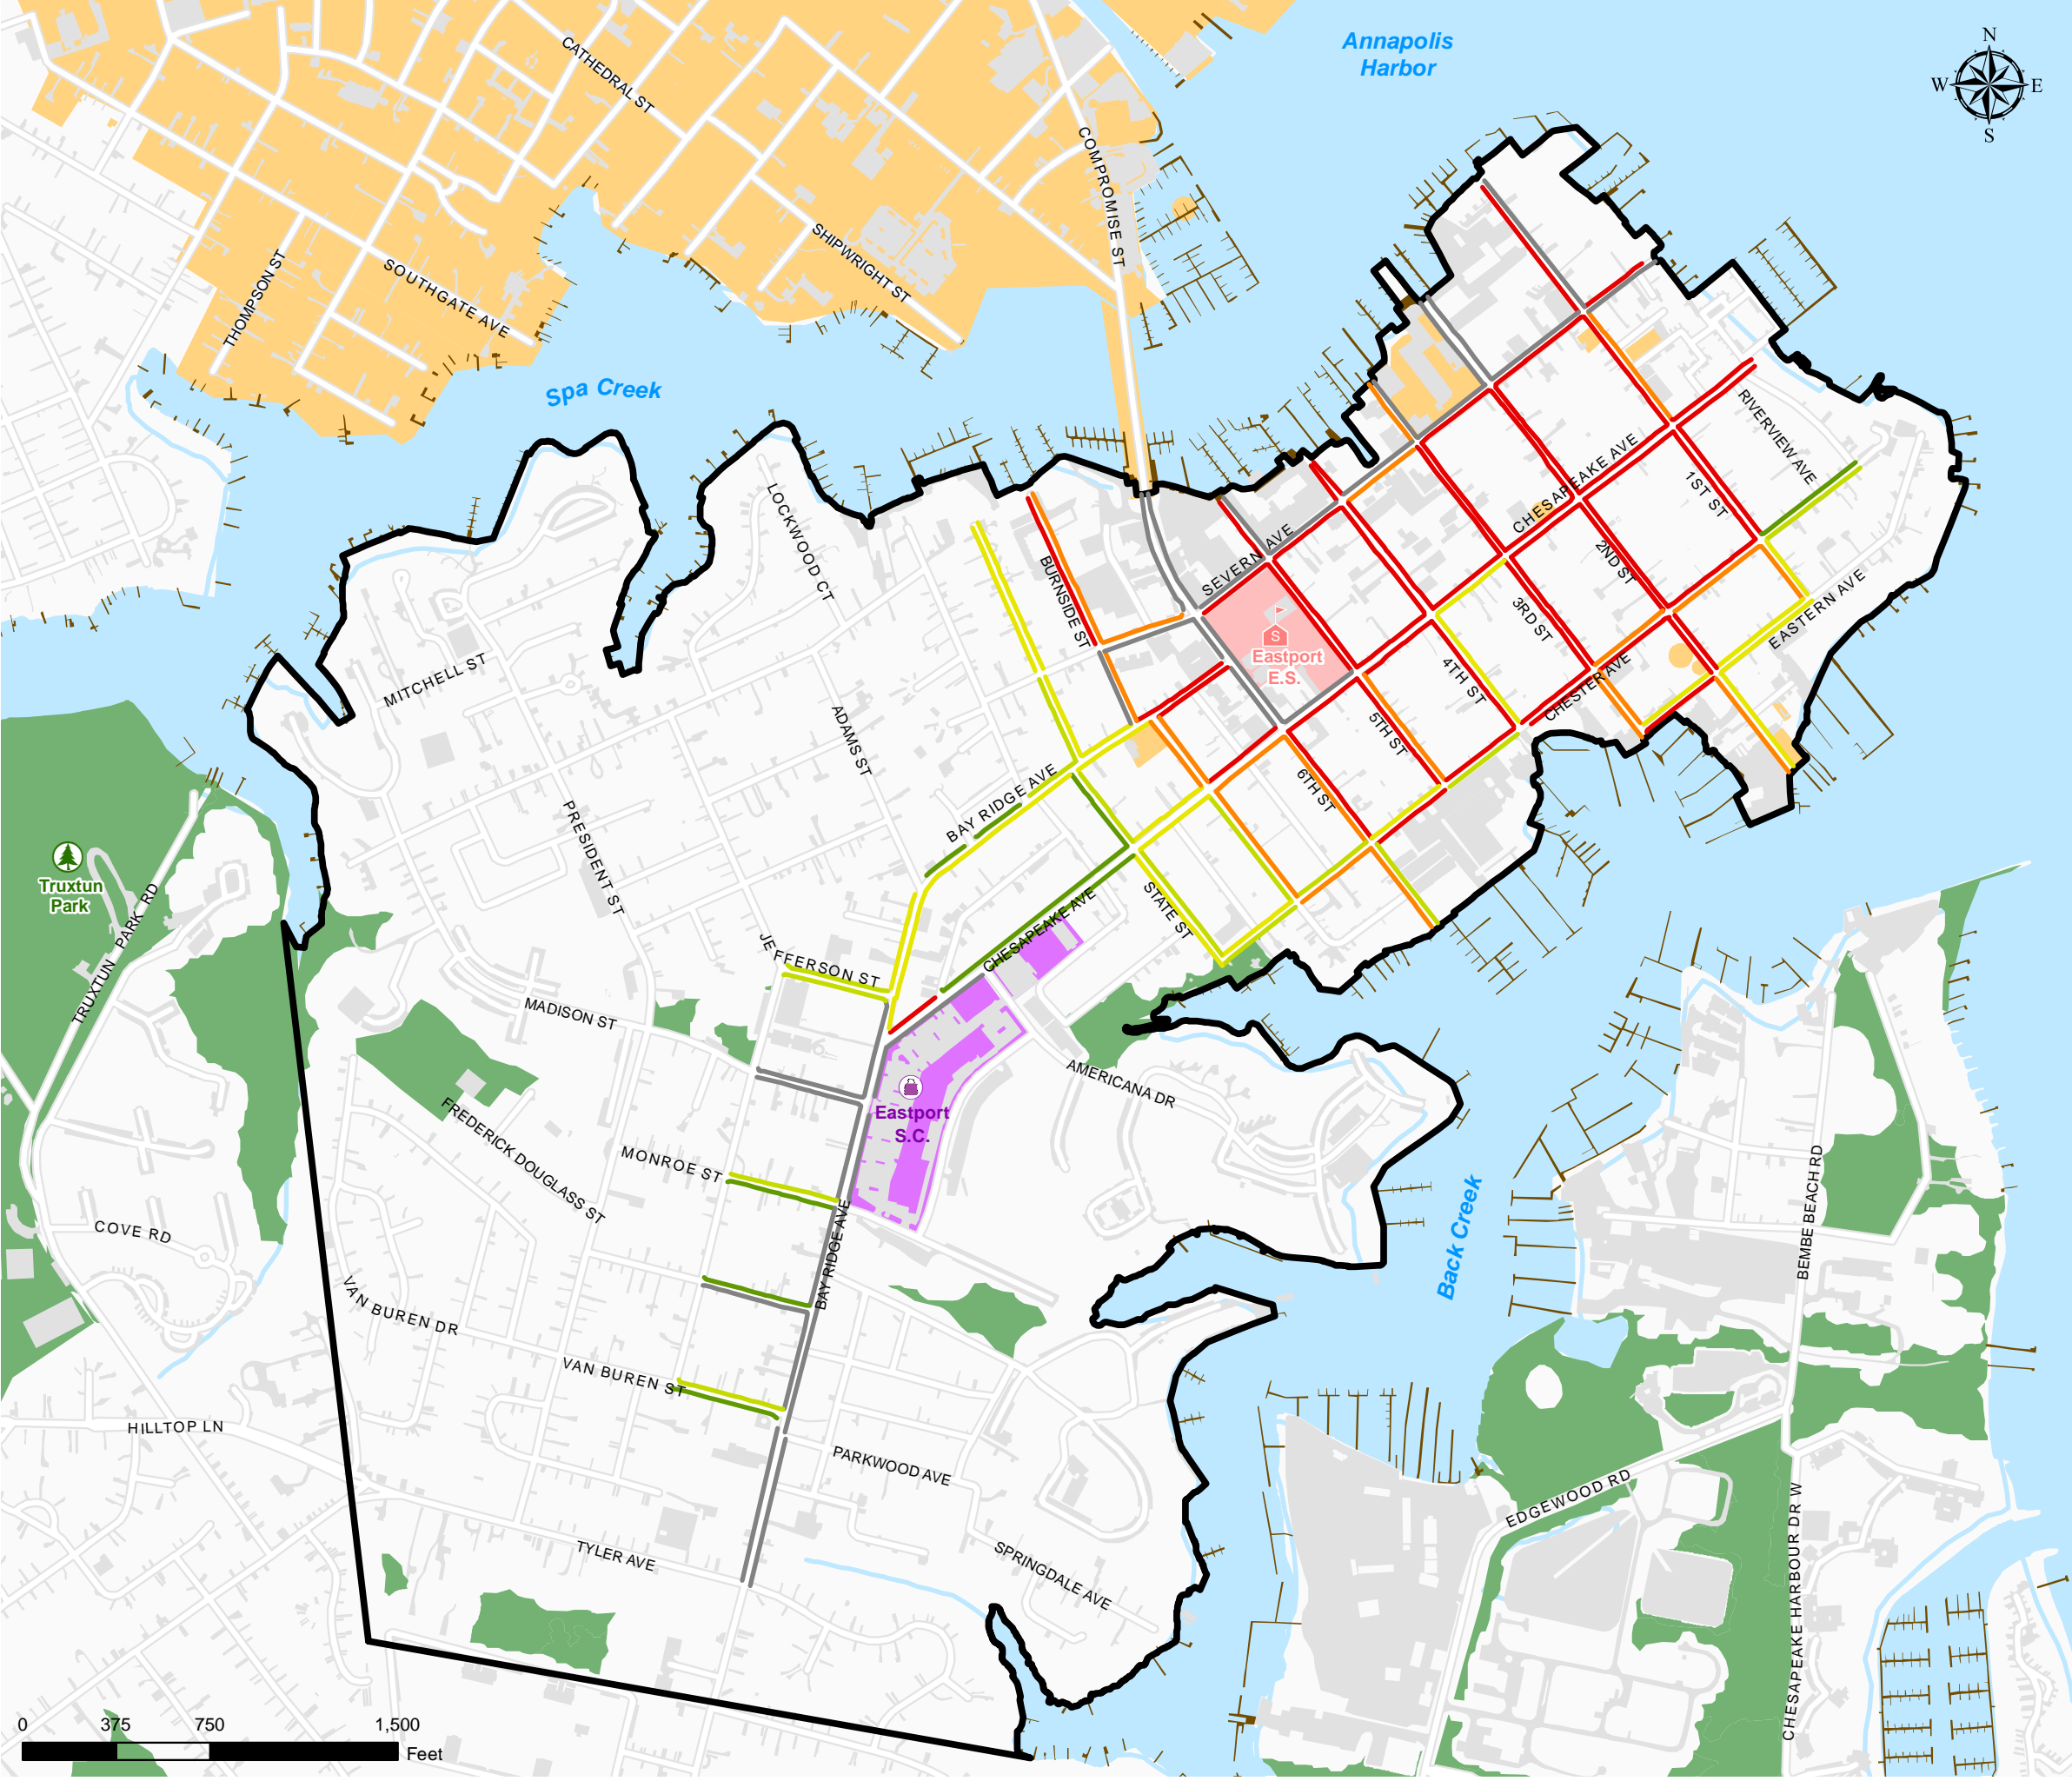 Annapolis
Harbor
N
W E
S
CATHEDRAL ST
COMPROMISE ST
SHIPWRIGHT ST
SOUTHGATE AVE
THOMPSON ST
Spa Creek
RIVERVIEW AVE
CHESAPEAKE AVE
1ST ST
LOCKWOOD CT
SEVERN AVE
2ND ST
BURNSIDE ST
3RD ST
EASTERN AVE
S
Eastport
E.S.
4TH ST
CHESTER AVE
MITCHELL ST
5TH ST
ADAMS ST
6TH ST
BAY RIDGE AVE
PRESIDENT ST
Truxtun
Park
TRUXTUN PARK RD
STATE ST
CHESAPEAKE AVE
JEFFERSON ST
MADISON ST
AMERICANA DR
Eastport
S.C.
FREDERICK DOUGLASS ST
MONROE ST
BAY RIDGE AVE
BEMBE BEACH RD
Back Creek
COVE RD
VAN BUREN DR
VAN BUREN ST
HILLTOP LN
PARKWOOD AVE
EDGEWOOD RD
TYLER AVE
SPRINGDALE AVE
CHESAPEAKE HARBOUR DR W
0 375 750 1,500
Feet